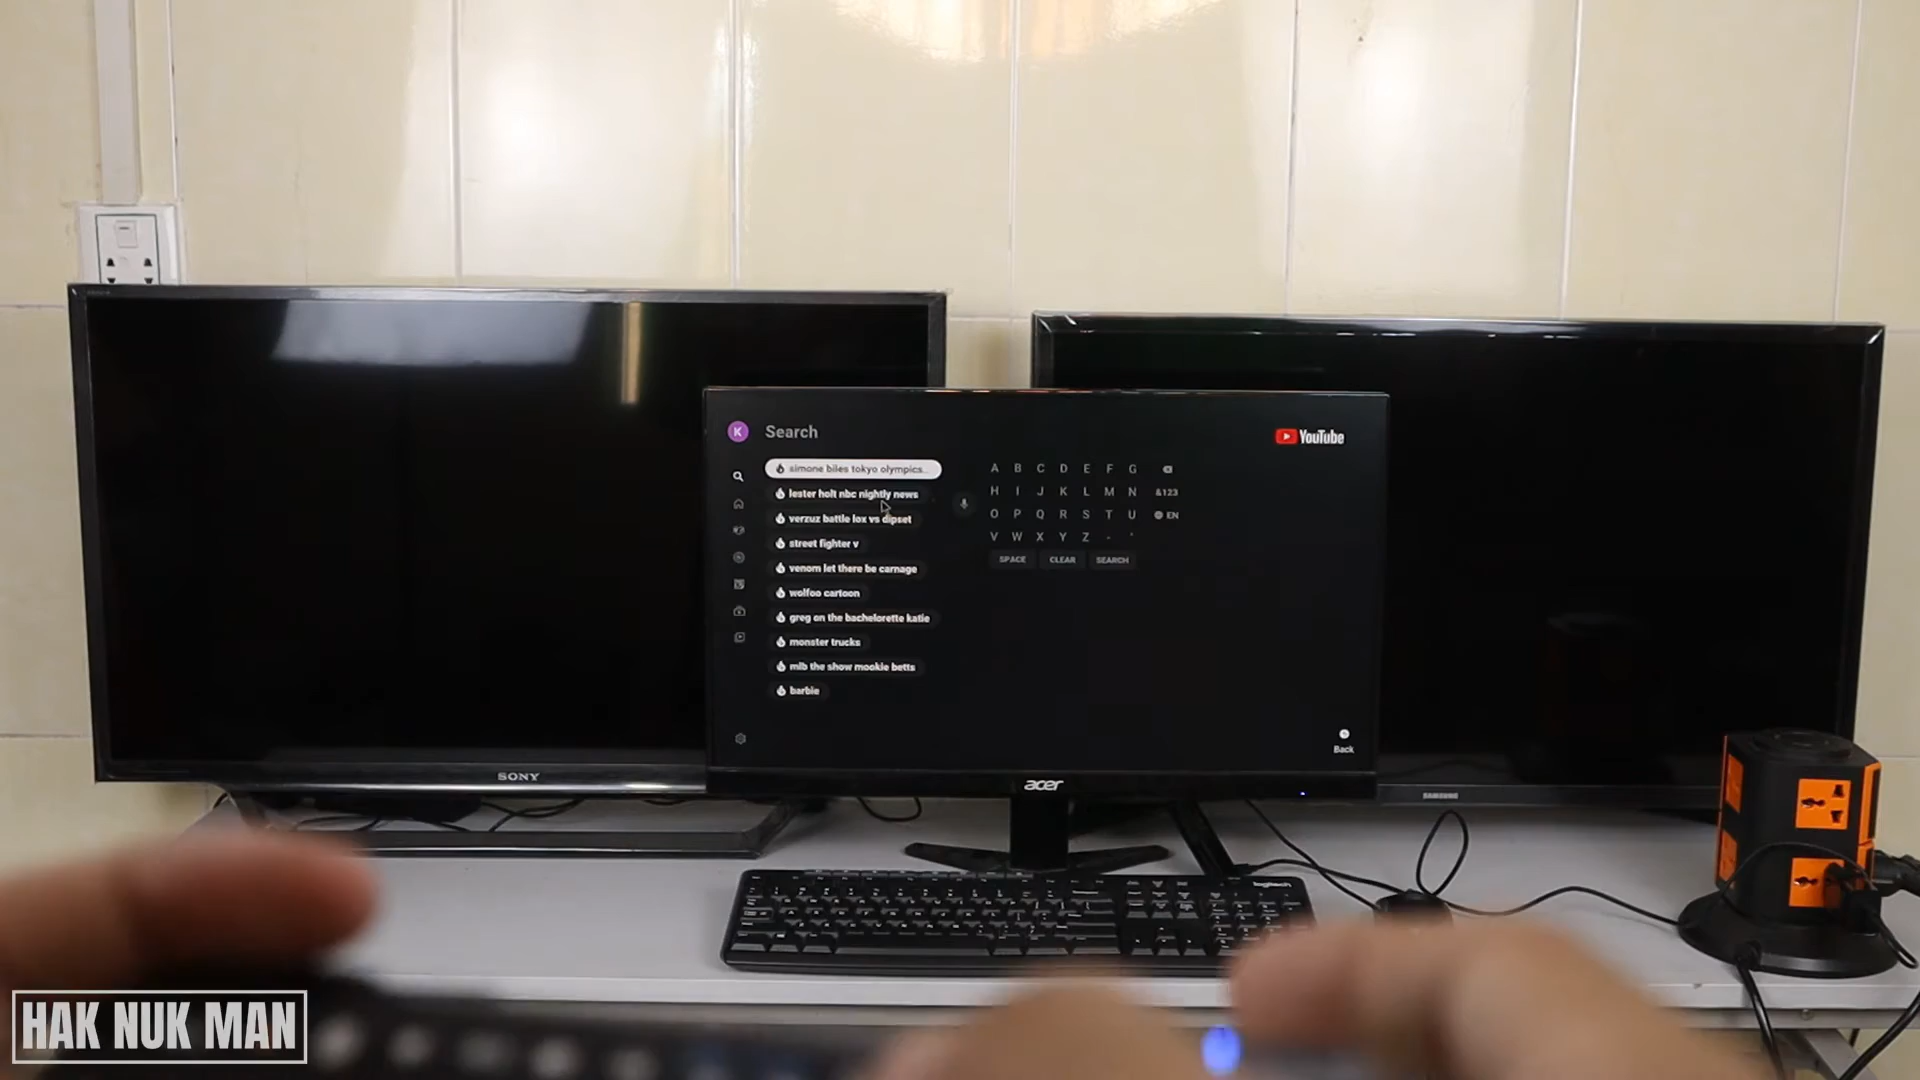 K
Search
YouTube
simone biles tokyo olympics...
lester holt nbc nightly news
verzuz battle lox vs dipset
street fighter v
venom let there be carnage
wolfoo cartoon
greg on the bachelorette katie
monster trucks
mlb the show mookie betts
barbie
A B C D E F G
H I J K L M N &123
O P Q R S T U EN
V W X Y Z - '
SPACE CLEAR SEARCH
Back
SONY
acer
SAMSUNG
logitech
HAK NUK MAN